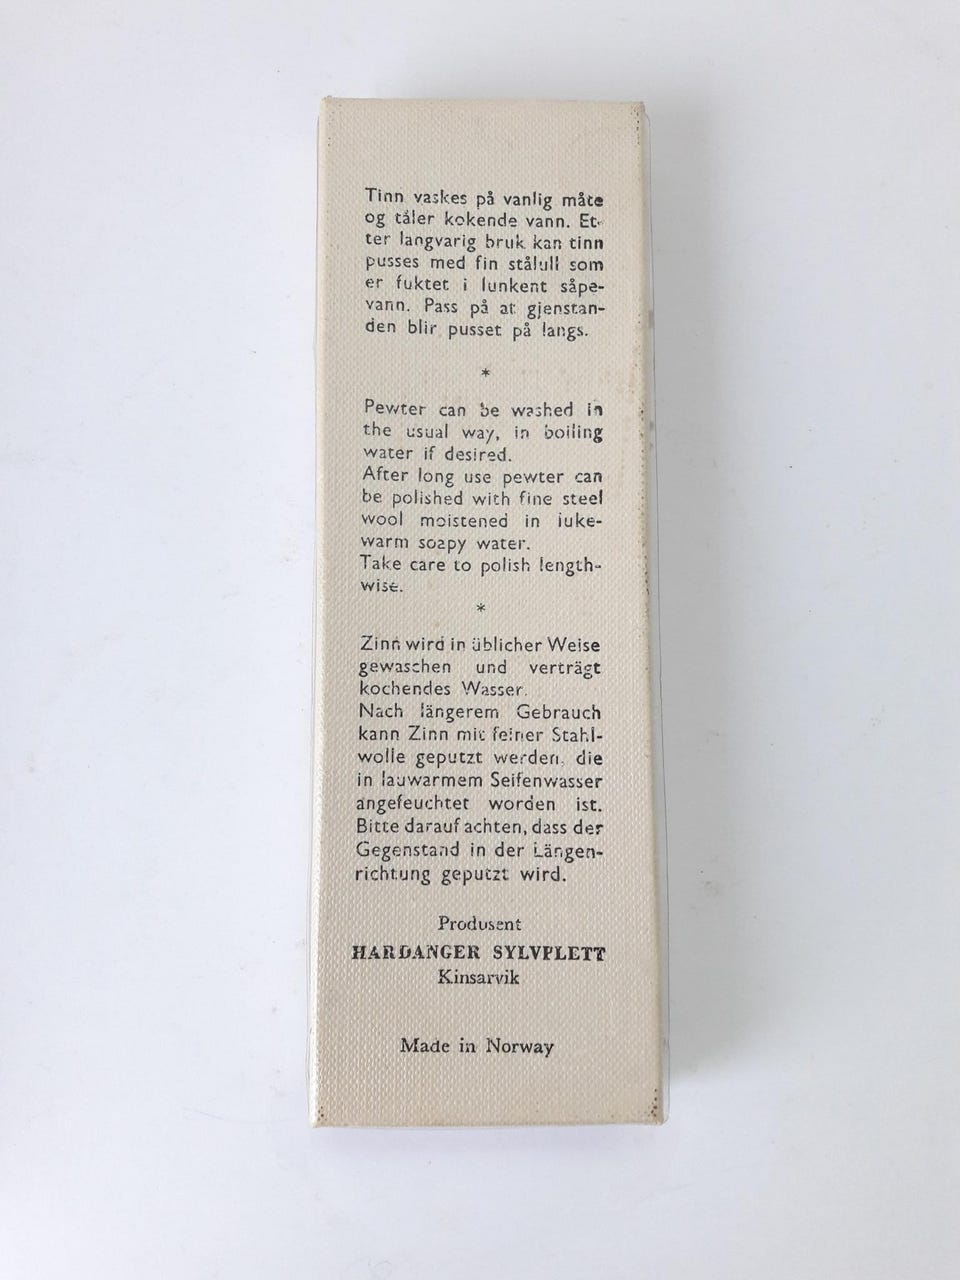 Tinn vaskes på vanlig måte
og tåler kokende vann. Et-
ter langvarig bruk kan tinn
pusses med fin stålull som
er fuktet i lunkent såpe-
vann. Pass på at gjenstan-
den blir pusset på langs.
*
Pewter can be washed in
the usual way, in boiling
water if desired.
After long use pewter can
be polished with fine steel
wool moistened in luke-
warm soapy water.
Take care to polish length-
wise.
*
Zinn wird in üblicher Weise
gewaschen und verträgt
kochendes Wasser.
Nach längerem Gebrauch
kann Zinn mit feiner Stahl-
wolle geputzt werden, die
in lauwarmem Seifenwasser
angefeuchtet worden ist.
Bitte darauf achten, dass der
Gegenstand in der Längen-
richtung geputzt wird.
Produsent
HARDANGER SYLVPLETT
Kinsarvik
Made in Norway